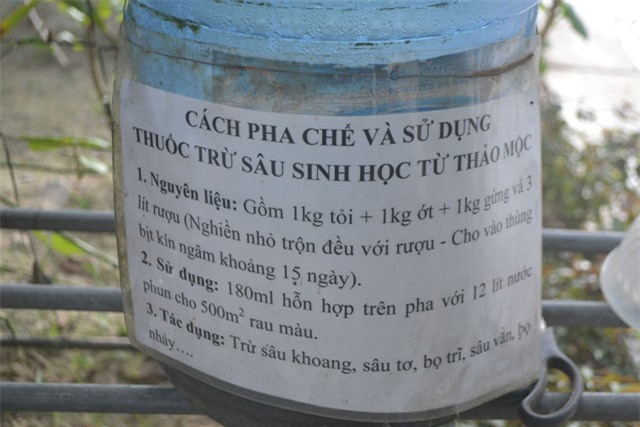 CÁCH PHA CHẾ VÀ SỬ DỤNG
THUỐC TRỪ SÂU SINH HỌC TỪ THẢO MỘC
1. Nguyên liệu: Gồm 1kg tỏi + 1kg ớt + 1kg gừng và 3
lít rượu (Nghiền nhỏ trộn đều với rượu - Cho vào thùng
bịt kín ngâm khoảng 15 ngày).
2. Sử dụng: 180ml hỗn hợp trên pha với 12 lít nước
phun cho 500m² rau màu.
3. Tác dụng: Trừ sâu khoang, sâu tơ, bọ trĩ, sâu vẽn, bọ
nhảy....